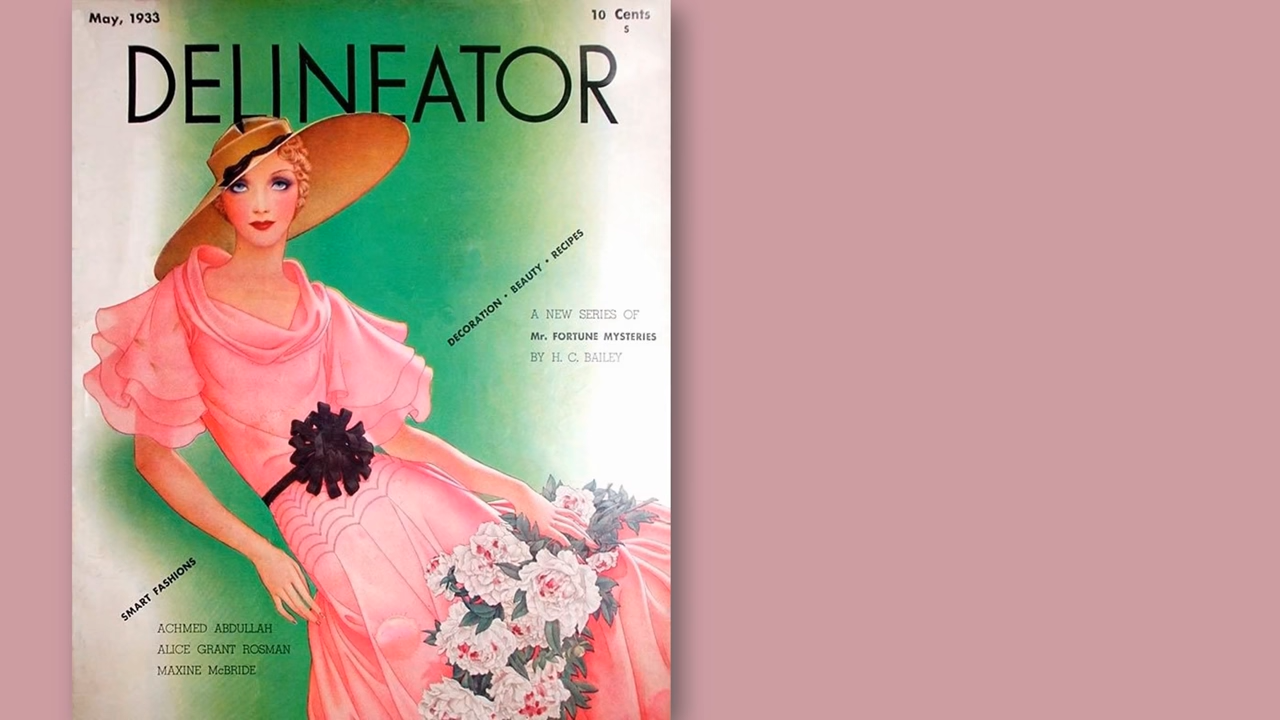 May, 1933
10 Cents
5
DELINEATOR
DECORATION • BEAUTY • RECIPES
A NEW SERIES OF
Mr. FORTUNE MYSTERIES
BY H. C. BAILEY
SMART FASHIONS
ACHMED ABDULLAH
ALICE GRANT ROSMAN
MAXINE McBRIDE